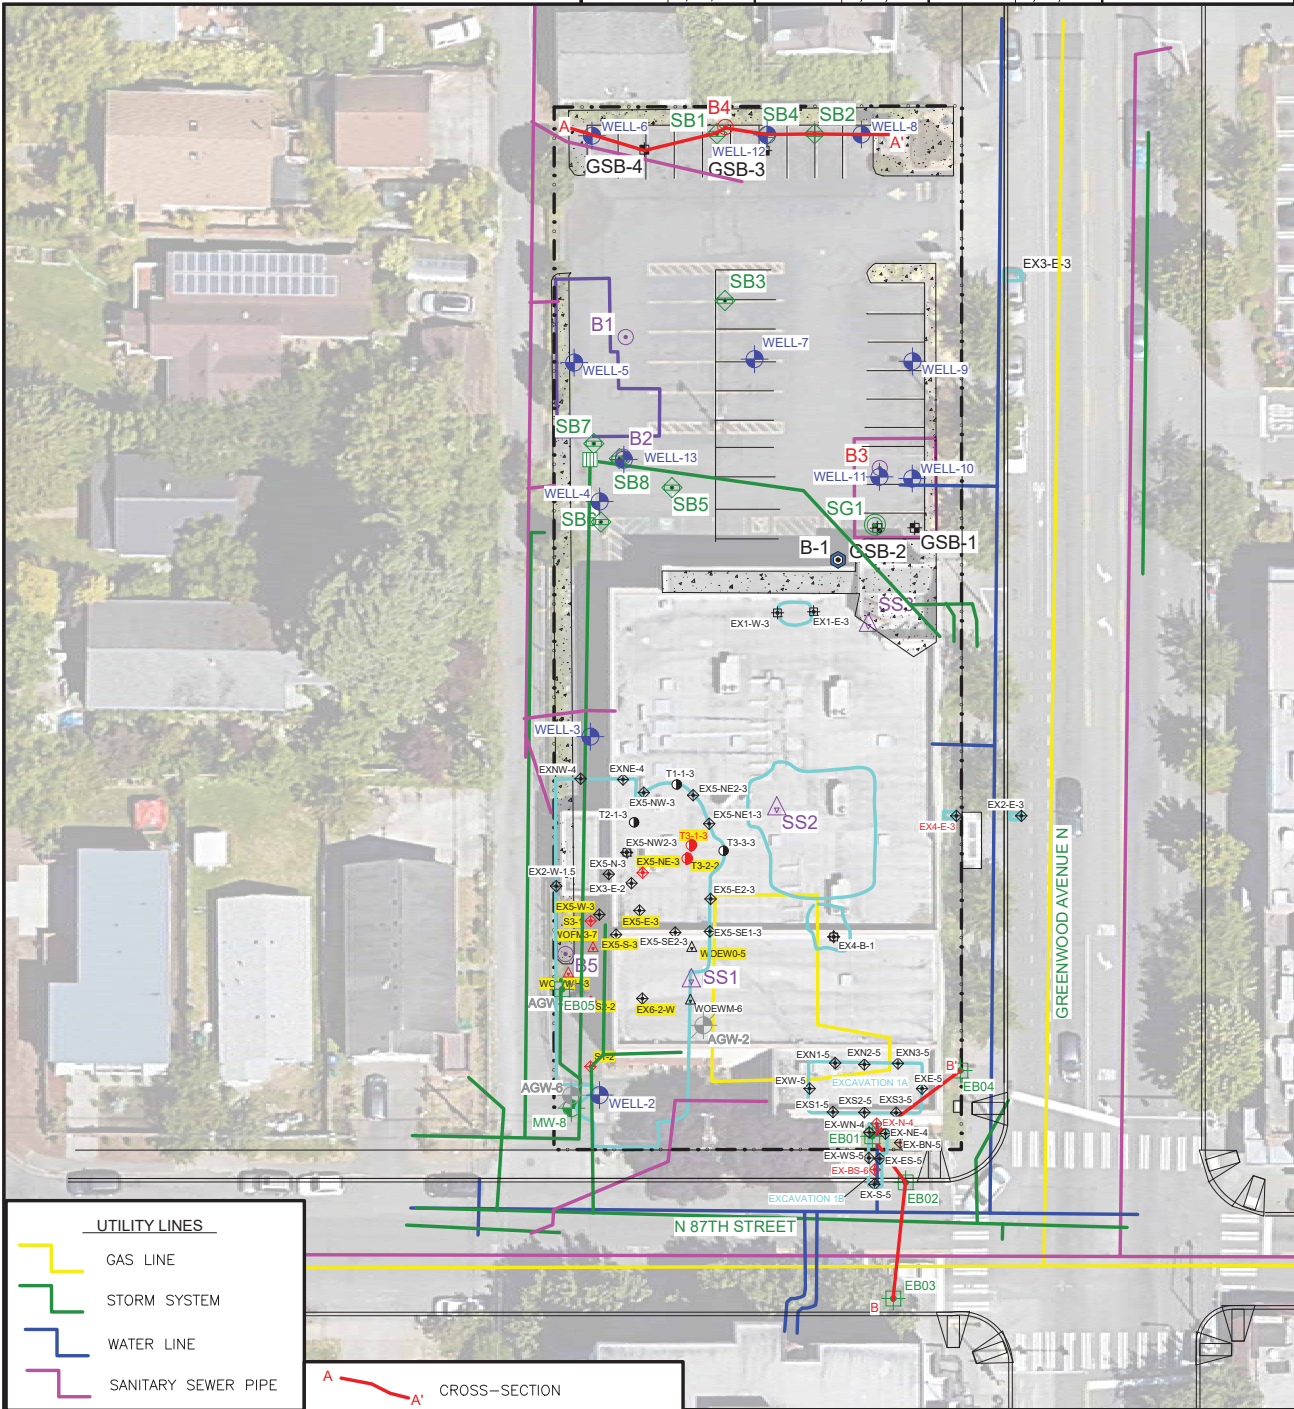 B4
SB1
SB4
SB2
A
WELL-6
WELL-8
A'
WELL-12
GSB-4
GSB-3
EX3-E-3
SB3
B1
WELL-7
WELL-5
WELL-9
SB7
B2
WELL-13
B3
WELL-10
WELL-11
SB8
WELL-4
SB5
SG1
GSB-1
B-1
GSB-2
EX1-W-3
EX1-E-3
WELL-3
EXNW-4
EXNE-4
T1-1-3
EX5-NE2-3
EX5-NW-3
T2-1-3
EX5-NE1-3
SS2
EX2-E-3
EX4-E-3
T3-1-3
EX5-NW2-3
T3-3-3
EX5-NE-3
T3-2-2
EX5-N-3
EX2-W-1.5
EX3-E-2
EX5-E2-3
EX5-W-3
EX5-E-3
WOFM3-7
EX5-S-3
EX5-SE1-3
EX5-SE2-3
EX4-B-1
WOEW0-5
B5
SS1
EB05
EX6-2-W
WOEWM-6
AGW-2
GREENWOOD AVENUE N
EXN1-5
EXN2-5
EXN3-5
B'
EXW-5
EXCAVATION 1A
EXE-5
EB04
AGW-6
WELL-2
EXS1-5
EXS2-5
EXS3-5
MW-8
EX-WN-4
EX-N-4
EX-NE-4
EB01
EX-BN-5
EX-WS-5
EX-ES-5
EX-BS-6
EX-S-5
EXCAVATION 1B
EB02
N 87TH STREET
EB03
B
UTILITY LINES
GAS LINE
STORM SYSTEM
WATER LINE
SANITARY SEWER PIPE
A
A'
CROSS-SECTION